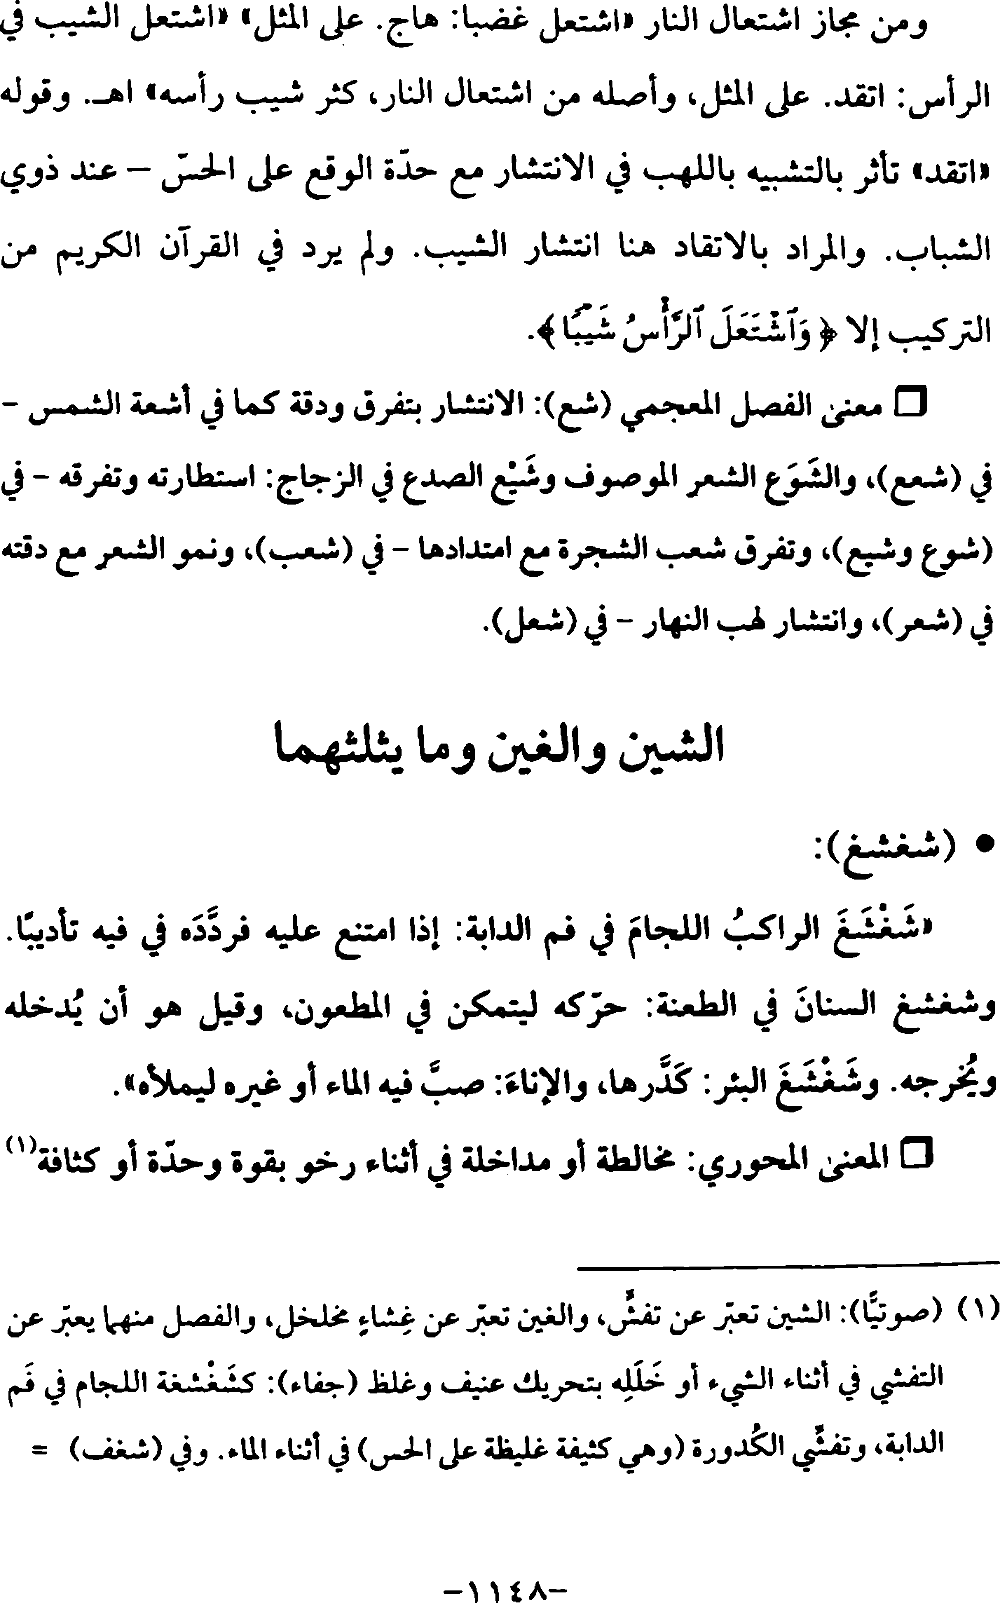 ومن مجاز اشتعال النار «اشتعل غضبا: هاج. على المثل» «اشتعل الشيب في
الرأس: اتقد. على المثل، وأصله من اشتعال النار، كثر شيب رأسه» اهـ. وقوله
«اتقد» تأثر بالتشبيه باللهب في الانتشار مع حدّة الوقع على الحسّ – عند ذوي
الشباب. والمراد بالاتقاد هنا انتشار الشيب. ولم يرد في القرآن الكريم من
التركيب إلا ﴿وَٱشْتَعَلَ ٱلرَّأْسُ شَيْبًا﴾.
□ معنى الفصل المعجمي (شع): الانتشار بتفرق ودقة كما في أشعة الشمس –
في (شعع)، والشَوَع الشعر الموصوف وشَيْع الصدع في الزجاج: استطارته وتفرقه – في
(شوع وشيع)، وتفرق شعب الشجرة مع امتدادها – في (شعب)، ونمو الشعر مع دقته
في (شعر)، وانتشار لهب النهار – في (شعل).
الشين والغين وما يثلثهما
• (شغشغ):
«شَغْشَغَ الراكبُ اللجامَ في فم الدابة: إذا امتنع عليه فردَّدَه في فيه تأديبًا.
وشغشغ السنانَ في الطعنة: حرّكه ليتمكن في المطعون، وقيل هو أن يُدخله
ويُخرجه. وشَغْشَغَ البئر: كَدَّرها، والإناءَ: صبَّ فيه الماء أو غيره ليملأه».
□ المعنى المحوري: مخالطة أو مداخلة في أثناء رخو بقوة وحدّة أو كثافة(١)
(١) (صوتيًّا): الشين تعبّر عن تفشٍّ، والغين تعبّر عن غِشاءٍ مخلخل، والفصل منهما يعبّر عن
التفشي في أثناء الشيء أو خَلَلِه بتحريك عنيف وغلظ (جفاء): كشَغْشغة اللجام في فَم
الدابة، وتفشِّي الكُدورة (وهي كثيفة غليظة على الحس) في أثناء الماء. وفي (شغف) =
–١١٤٨–